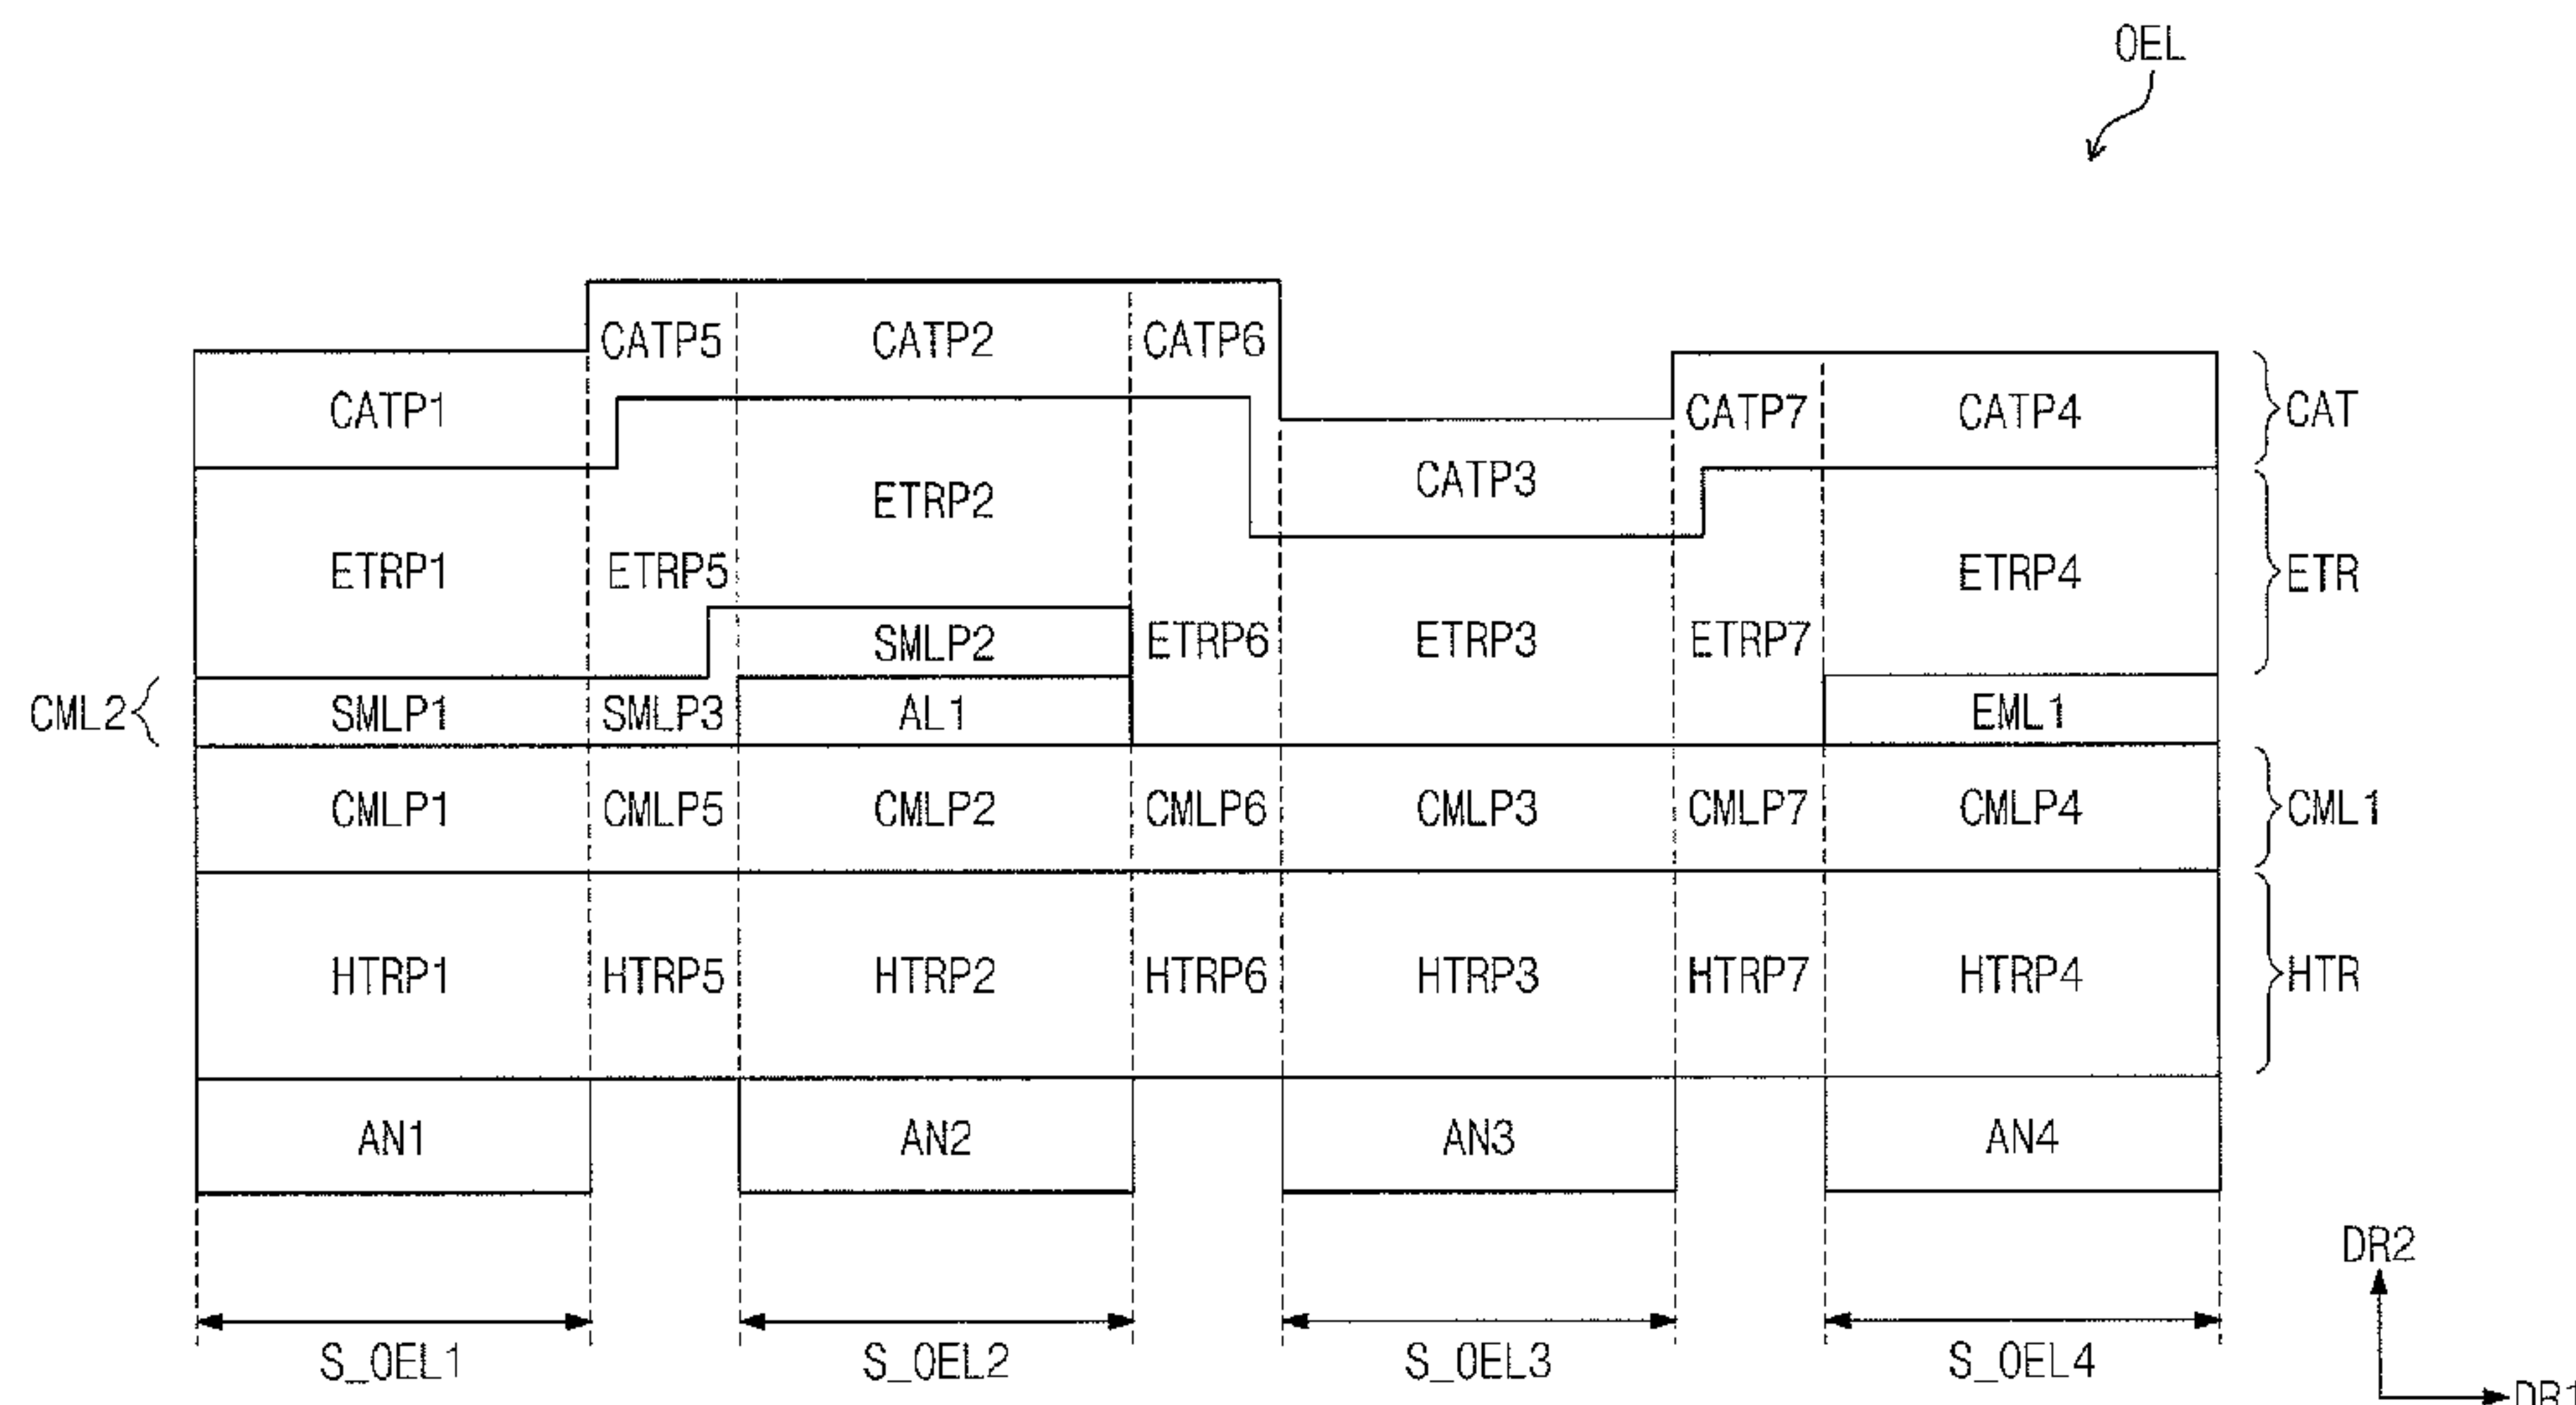 OEL
CATP5 CATP2 CATP6
CATP1 CATP7 CATP4 CAT
CATP3
ETRP2
ETRP1 ETRP5 ETRP4 ETR
SMLP2 ETRP6 ETRP3 ETRP7
CML2 SMLP1 SMLP3 AL1 EML1
CMLP1 CMLP5 CMLP2 CMLP6 CMLP3 CMLP7 CMLP4 CML1
HTRP1 HTRP5 HTRP2 HTRP6 HTRP3 HTRP7 HTRP4 HTR
AN1 AN2 AN3 AN4
DR2
S_OEL1 S_OEL2 S_OEL3 S_OEL4
DR1